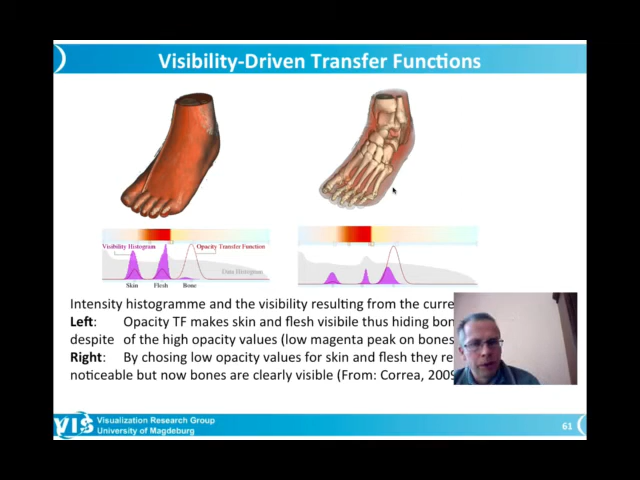 Visibility-Driven Transfer Functions
Visibility Histogram
Opacity Transfer Function
Data Histogram
Skin Flesh Bone
Intensity histogramme and the visibility resulting from the curre
Left: Opacity TF makes skin and flesh visibile thus hiding bon
despite of the high opacity values (low magenta peak on bones
Right: By chosing low opacity values for skin and flesh they re
noticeable but now bones are clearly visible (From: Correa, 2009
VIS
Visualization Research Group
University of Magdeburg
61